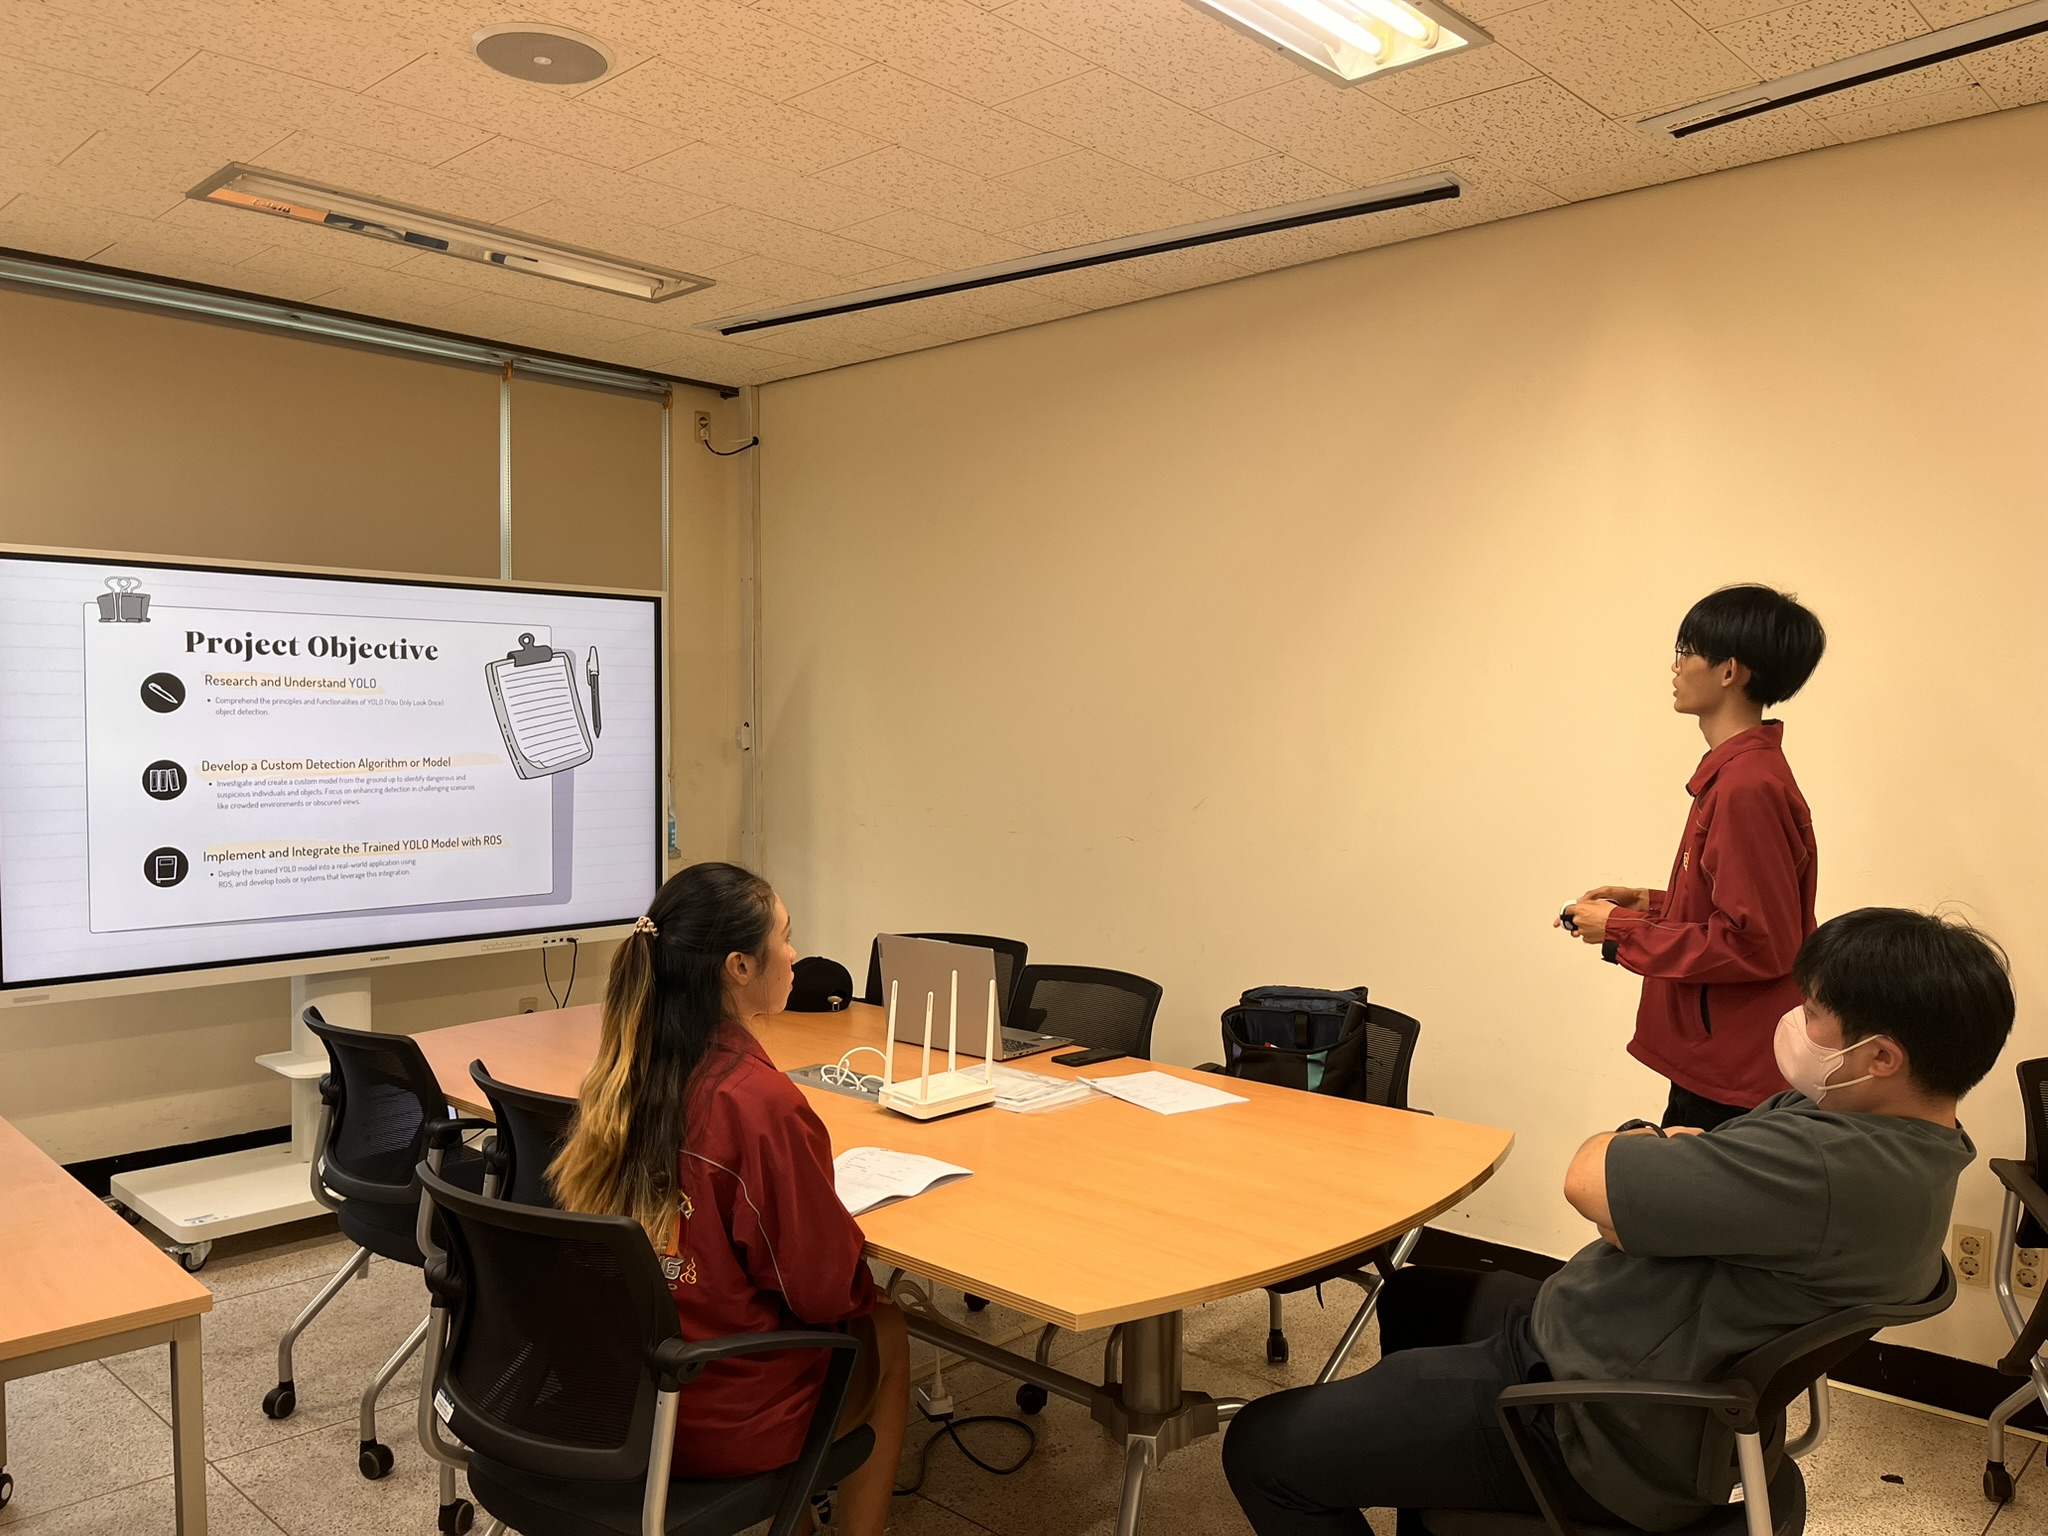 Project Objective
Research and Understand YOLO
• Comprehend the principles and functionalities of YOLO (You Only Look Once)
object detection.
Develop a Custom Detection Algorithm or Model
• Investigate and create a custom model from the ground up to identify dangerous and
suspicious individuals and objects. Focus on enhancing detection in challenging scenarios
like crowded environments or obscured views.
Implement and Integrate the Trained YOLO Model with ROS
• Deploy the trained YOLO model into a real-world application using
ROS, and develop tools or systems that leverage this integration.
SAMSUNG